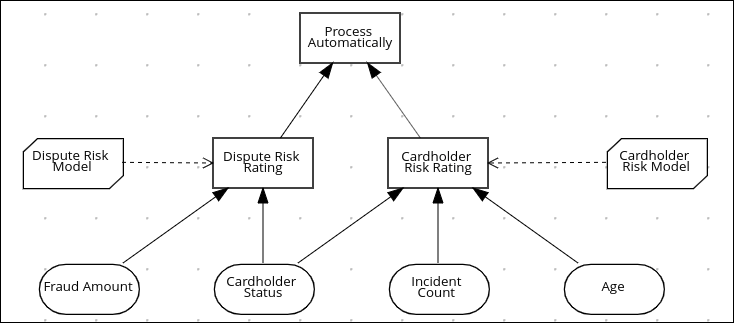 Process
Automatically
Dispute Risk
Model
Dispute Risk
Rating
Cardholder
Risk Rating
Cardholder
Risk Model
Fraud Amount
Cardholder
Status
Incident
Count
Age